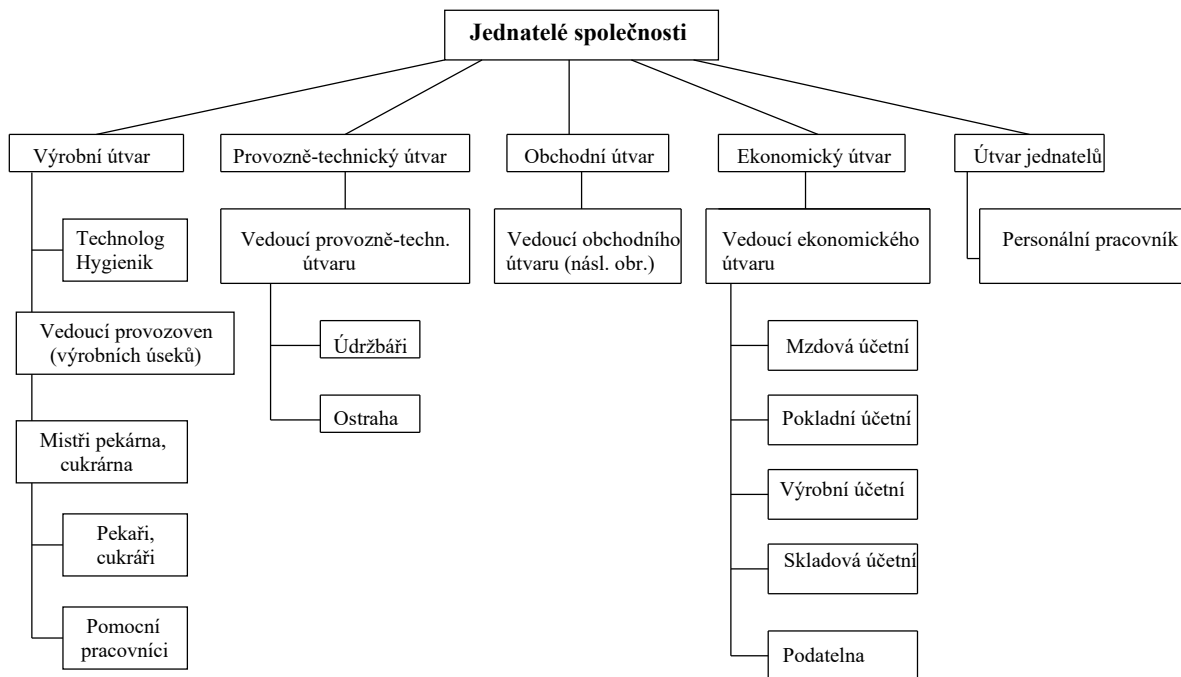 Jednatelé společnosti
Výrobní útvar
Provozně-technický útvar
Obchodní útvar
Ekonomický útvar
Útvar jednatelů
Technolog
Hygienik
Vedoucí provozoven
(výrobních úseků)
Mistři pekárna,
cukrárna
Pekaři,
cukráři
Pomocní
pracovníci
Vedoucí provozně-techn.
útvaru
Údržbáři
Ostraha
Vedoucí obchodního
útvaru (násl. obr.)
Vedoucí ekonomického
útvaru
Mzdová účetní
Pokladní účetní
Výrobní účetní
Skladová účetní
Podatelna
Personální pracovník